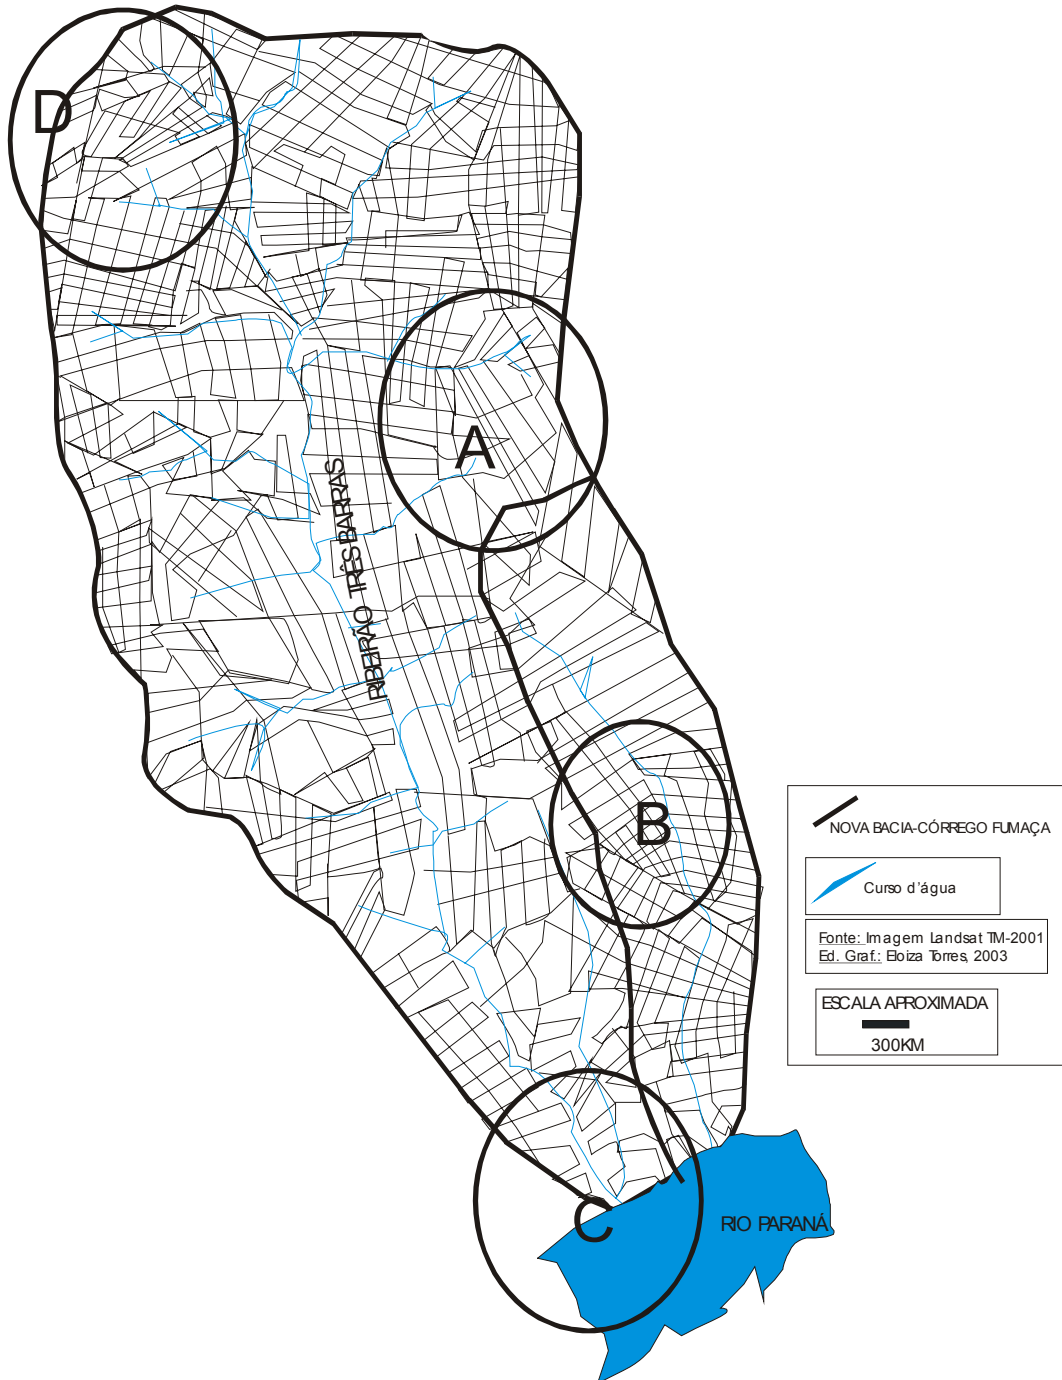 D
A
RIBEIRÃO TRÊS BARRAS
B
C
RIO PARANÁ
NOVA BACIA-CÓRREGO FUMAÇA
Curso d'água
Fonte: Imagem Landsat TM-2001
Ed. Graf.: Eloiza Torres, 2003
ESCALA APROXIMADA
300KM